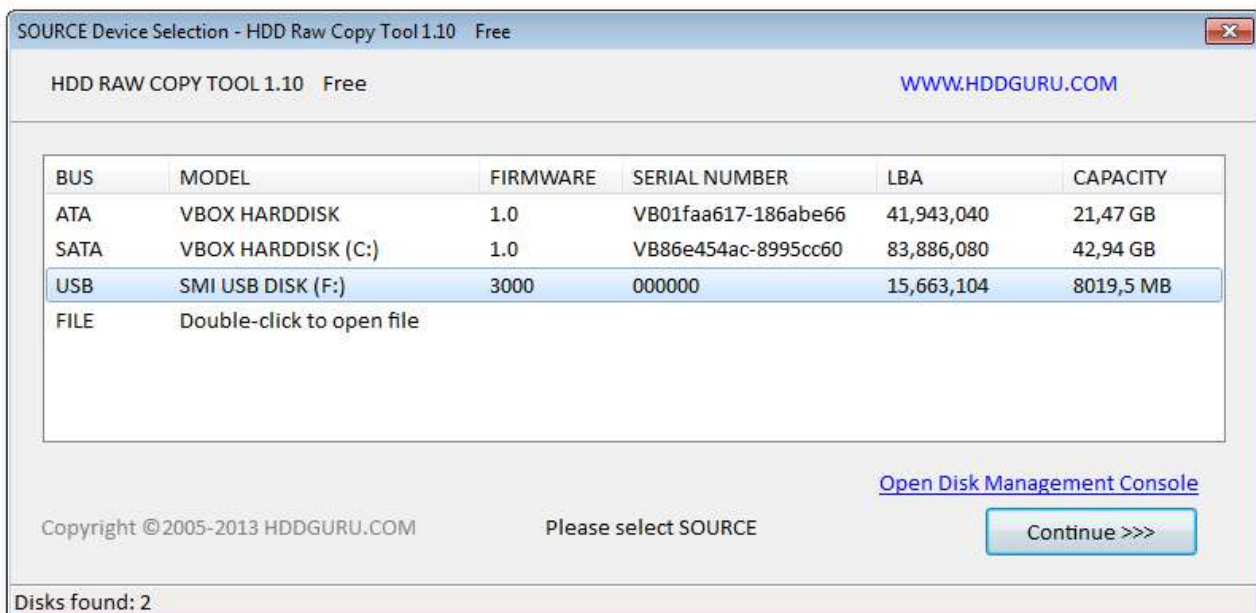 SOURCE Device Selection - HDD Raw Copy Tool 1.10 Free
HDD RAW COPY TOOL 1.10 Free WWW.HDDGURU.COM
BUS MODEL FIRMWARE SERIAL NUMBER LBA CAPACITY
ATA VBOX HARDDISK 1.0 VB01faa617-186abe66 41,943,040 21,47 GB
SATA VBOX HARDDISK (C:) 1.0 VB86e454ac-8995cc60 83,886,080 42,94 GB
USB SMI USB DISK (F:) 3000 000000 15,663,104 8019,5 MB
FILE Double-click to open file
Open Disk Management Console
Copyright ©2005-2013 HDDGURU.COM Please select SOURCE Continue >>>
Disks found: 2